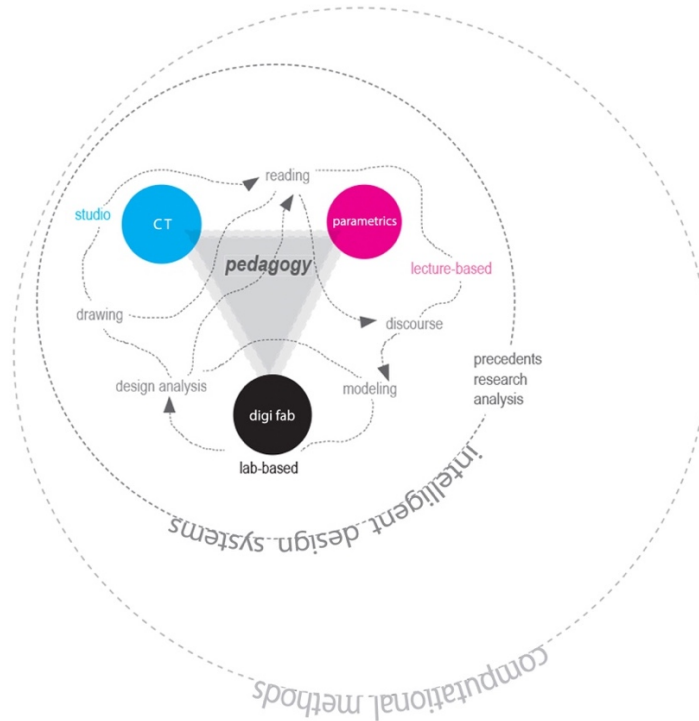 reading
studio
CT
parametrics
pedagogy
lecture-based
drawing
discourse
precedents
research
analysis
design analysis
modeling
digi fab
lab-based
intelligent design systems
computational methods